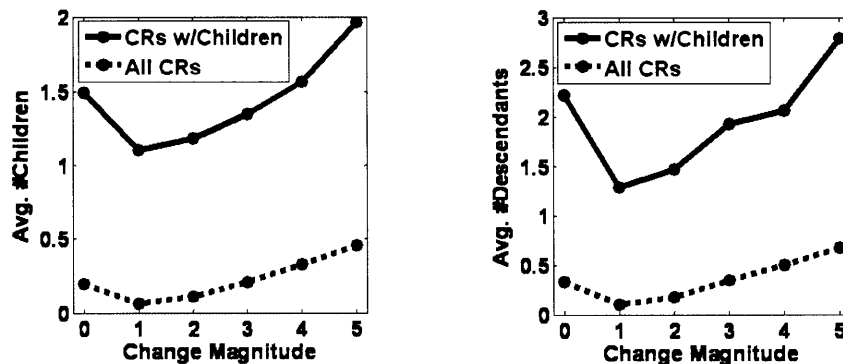 2
CRs w/Children
All CRs
1.5
1
0.5
0
Avg. #Children
0 1 2 3 4 5
Change Magnitude
3
CRs w/Children
All CRs
2.5
2
1.5
1
0.5
0
Avg. #Descendants
0 1 2 3 4 5
Change Magnitude